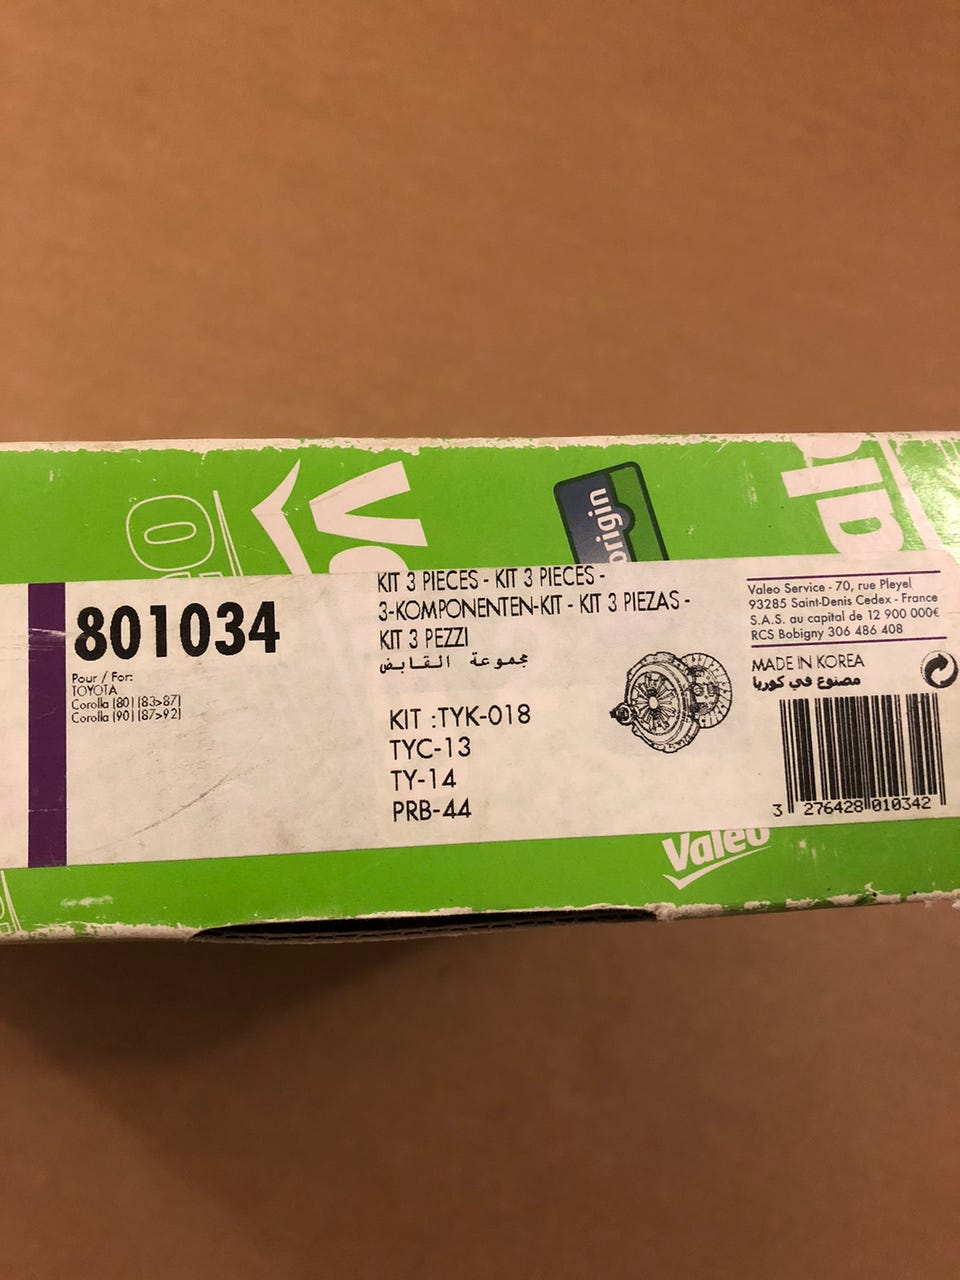 Valeo
origin
801034
Pour / For:
TOYOTA
Corolla (80) (83>87)
Corolla (90) (87>92)
KIT 3 PIECES - KIT 3 PIECES -
3-KOMPONENTEN-KIT - KIT 3 PIEZAS -
KIT 3 PEZZI
مجموعة القابض
KIT :TYK-018
TYC-13
TY-14
PRB-44
Valeo Service - 70, rue Pleyel
93285 Saint-Denis Cedex - France
S.A.S. au capital de 12 900 000€
RCS Bobigny 306 486 408
MADE IN KOREA
مصنوع في كوريا
3 276428 010342